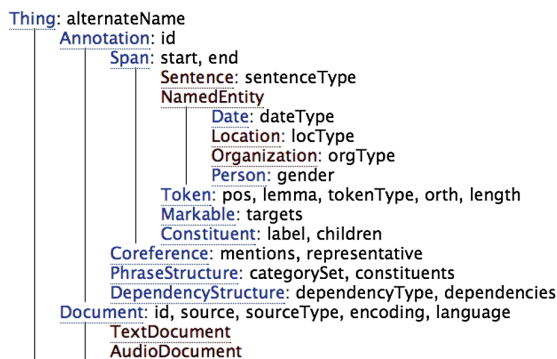 Thing: alternateName
Annotation: id
Span: start, end
Sentence: sentenceType
NamedEntity
Date: dateType
Location: locType
Organization: orgType
Person: gender
Token: pos, lemma, tokenType, orth, length
Markable: targets
Constituent: label, children
Coreference: mentions, representative
PhraseStructure: categorySet, constituents
DependencyStructure: dependencyType, dependencies
Document: id, source, sourceType, encoding, language
TextDocument
AudioDocument